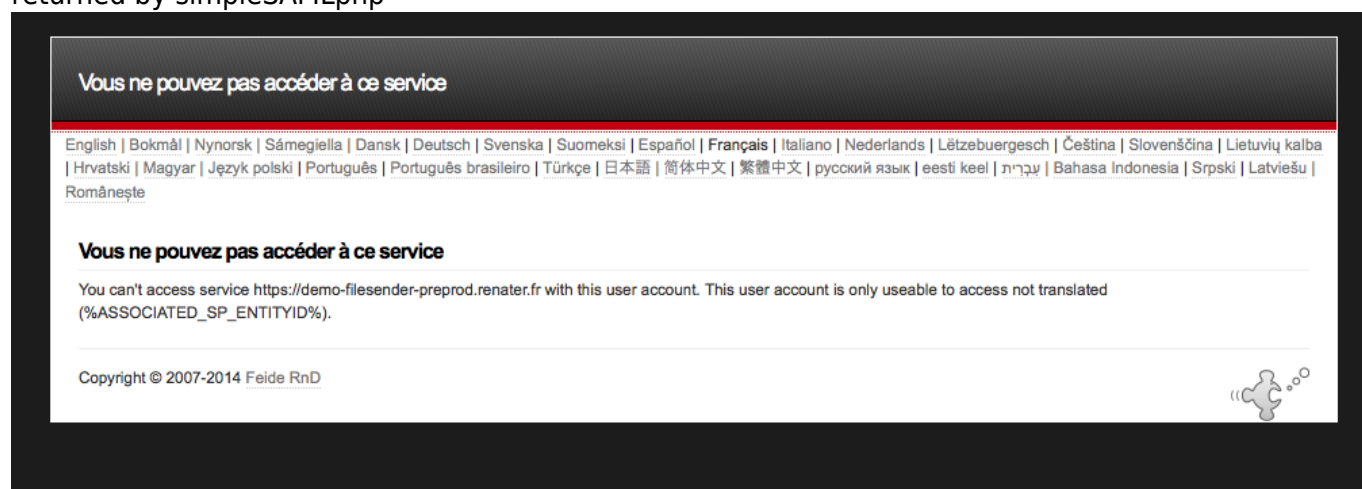 returned by simpleSAMLphp
Vous ne pouvez pas accéder à ce service
English | Bokmål | Nynorsk | Sámegiella | Dansk | Deutsch | Svenska | Suomeksi | Español | Français | Italiano | Nederlands | Lëtzebuergesch | Čeština | Slovenščina | Lietuvių kalba
| Hrvatski | Magyar | Język polski | Português | Português brasileiro | Türkçe | 日本語 | 简体中文 | 繁體中文 | русский язык | eesti keel | עִבְרִית | Bahasa Indonesia | Srpski | Latviešu |
Românește
Vous ne pouvez pas accéder à ce service
You can't access service https://demo-filesender-preprod.renater.fr with this user account. This user account is only useable to access not translated
(%ASSOCIATED_SP_ENTITYID%).
Copyright © 2007-2014 Feide RnD